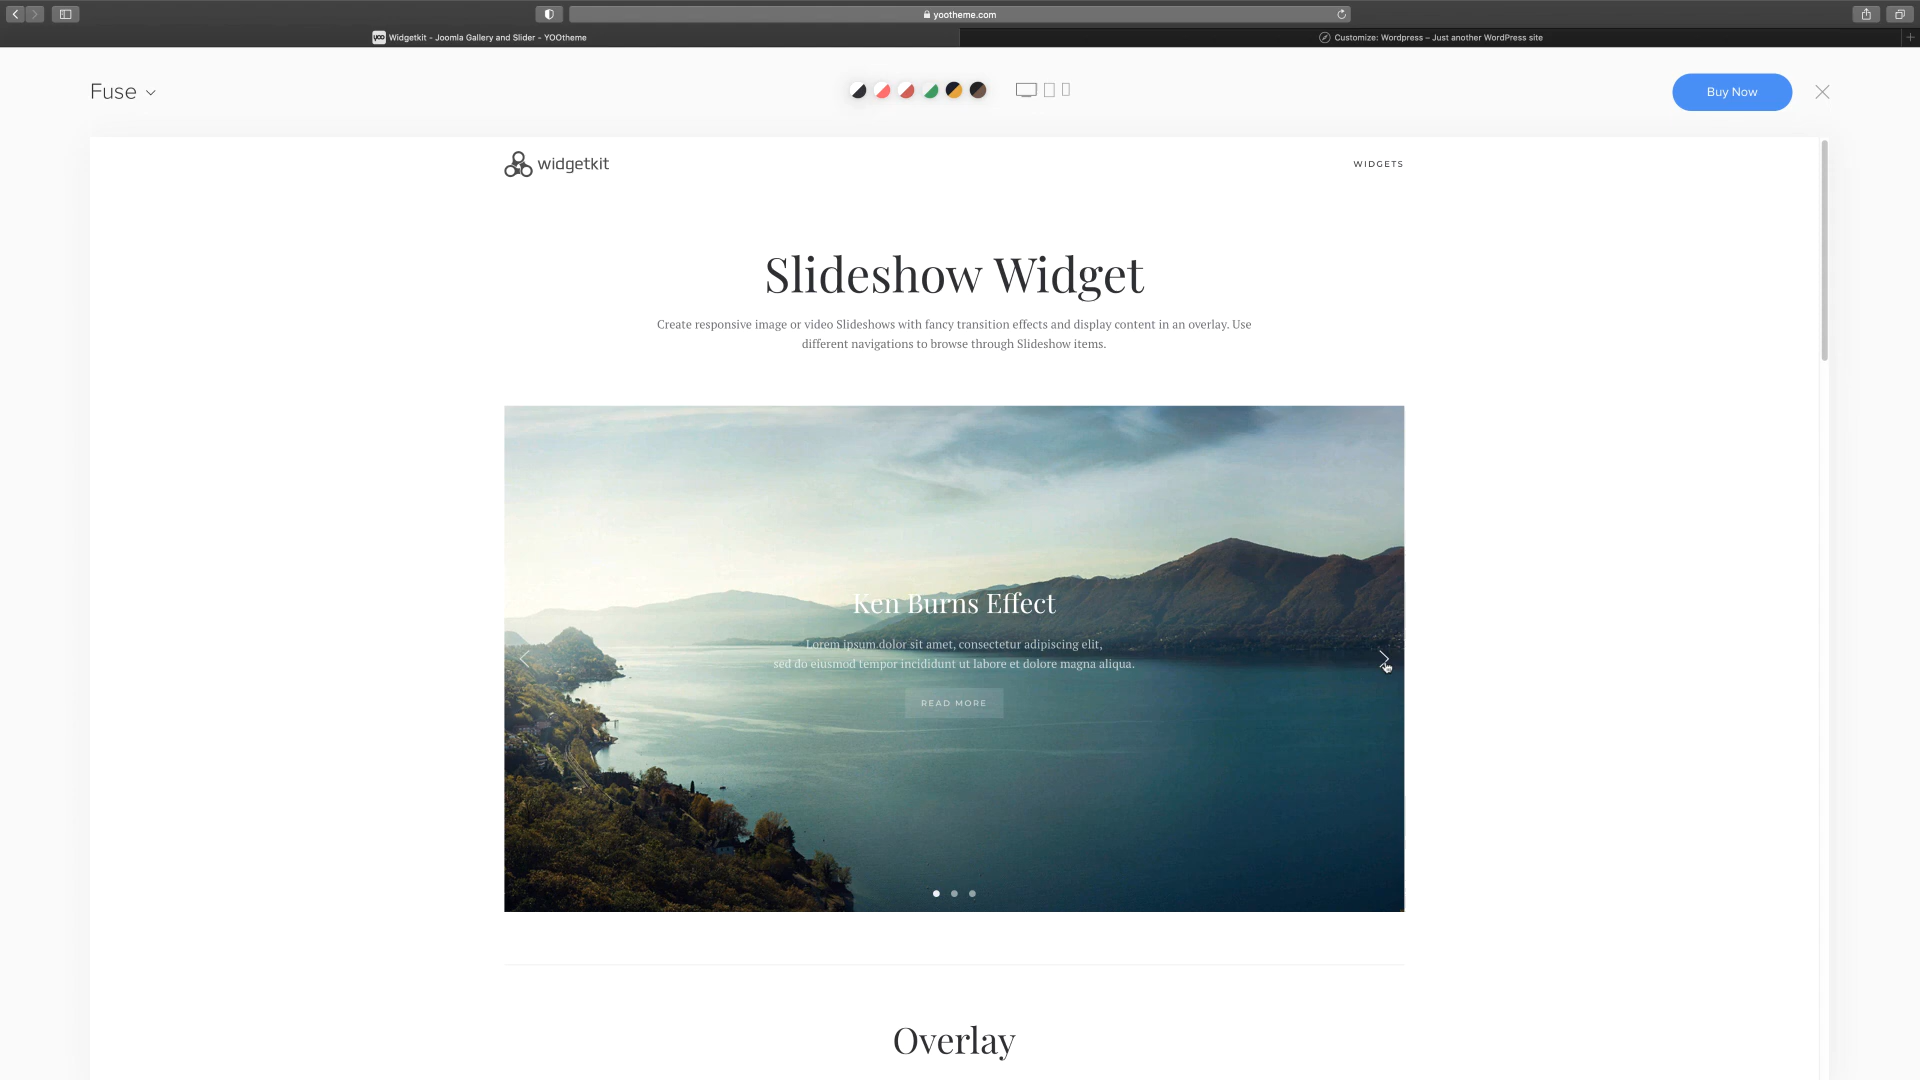 yootheme.com
YOO Widgetkit - Joomla Gallery and Slider - YOOtheme
Customize: Wordpress – Just another WordPress site
Fuse
Buy Now
widgetkit
WIDGETS
Slideshow Widget
Create responsive image or video Slideshows with fancy transition effects and display content in an overlay. Use
different navigations to browse through Slideshow items.
Ken Burns Effect
Lorem ipsum dolor sit amet, consectetur adipiscing elit,
sed do eiusmod tempor incididunt ut labore et dolore magna aliqua.
READ MORE
Overlay